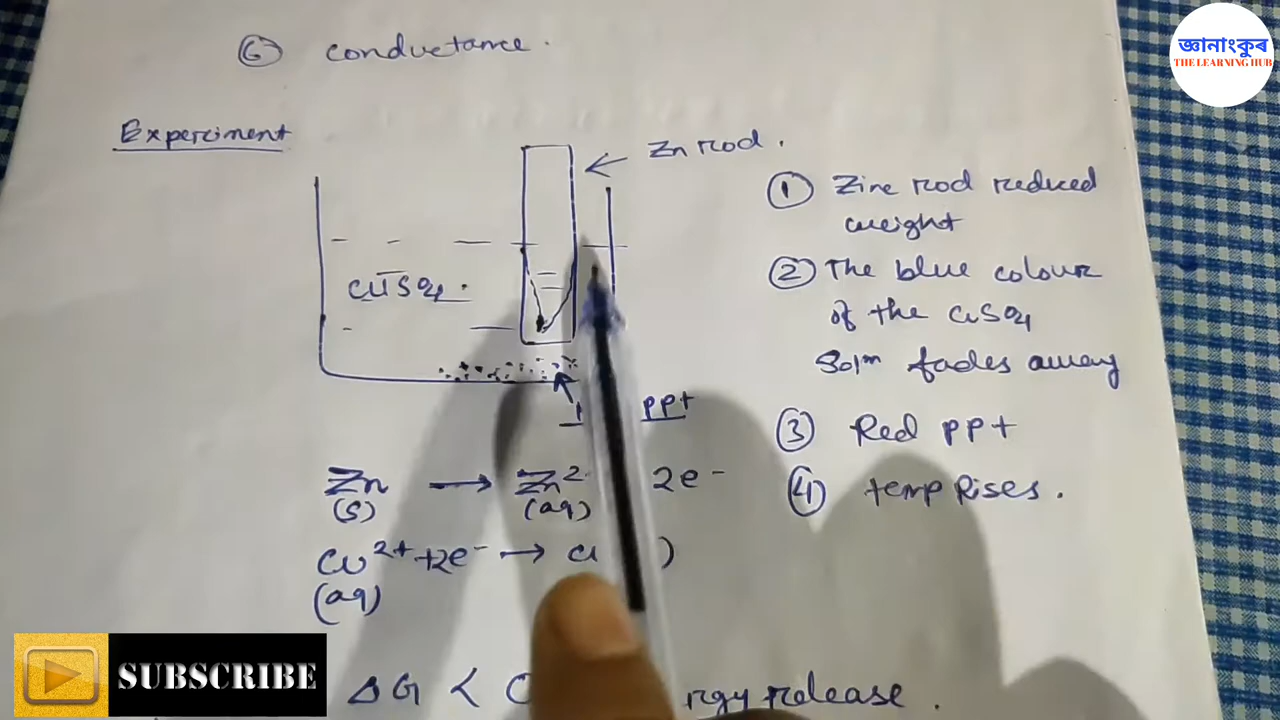 ⑥ conductance.
জ্ঞানাংকুৰ
THE LEARNING HUB
Experiment
Zn rod.
CuSO4.
ppt
① Zinc rod reduced
weight
② The blue colour
of the CuSO4
Solⁿ fades away
③ Red ppt
④ temp rises.
Zn → Zn2 2e-
(s) (aq)
Cu2+ +2e- → Cu )
(aq)
ΔG < release.
SUBSCRIBE